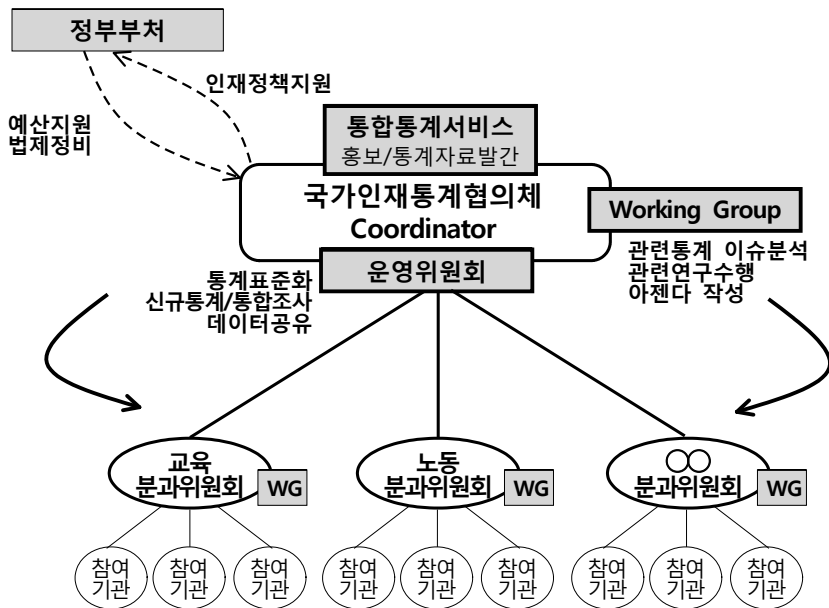 정부부처
인재정책지원
예산지원
법제정비
통합통계서비스
홍보/통계자료발간
국가인재통계협의체
Coordinator
Working Group
운영위원회
관련통계 이슈분석
관련연구수행
아젠다 작성
통계표준화
신규통계/통합조사
데이터공유
교육
분과위원회
WG
노동
분과위원회
WG
○○
분과위원회
WG
참여
기관
참여
기관
참여
기관
참여
기관
참여
기관
참여
기관
참여
기관
참여
기관
참여
기관